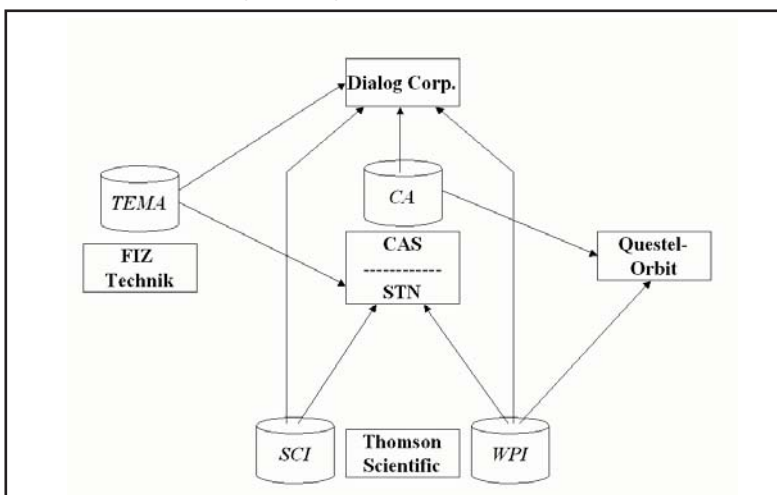 Dialog Corp.
TEMA
CA
FIZ
Technik
CAS
------------
STN
Questel-
Orbit
SCI
Thomson
Scientific
WPI